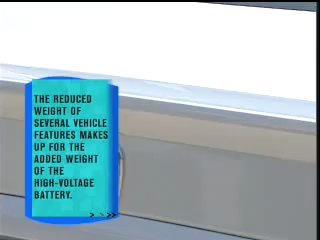 THE REDUCED
WEIGHT OF
SEVERAL VEHICLE
FEATURES MAKES
UP FOR THE
ADDED WEIGHT
OF THE
HIGH-VOLTAGE
BATTERY.